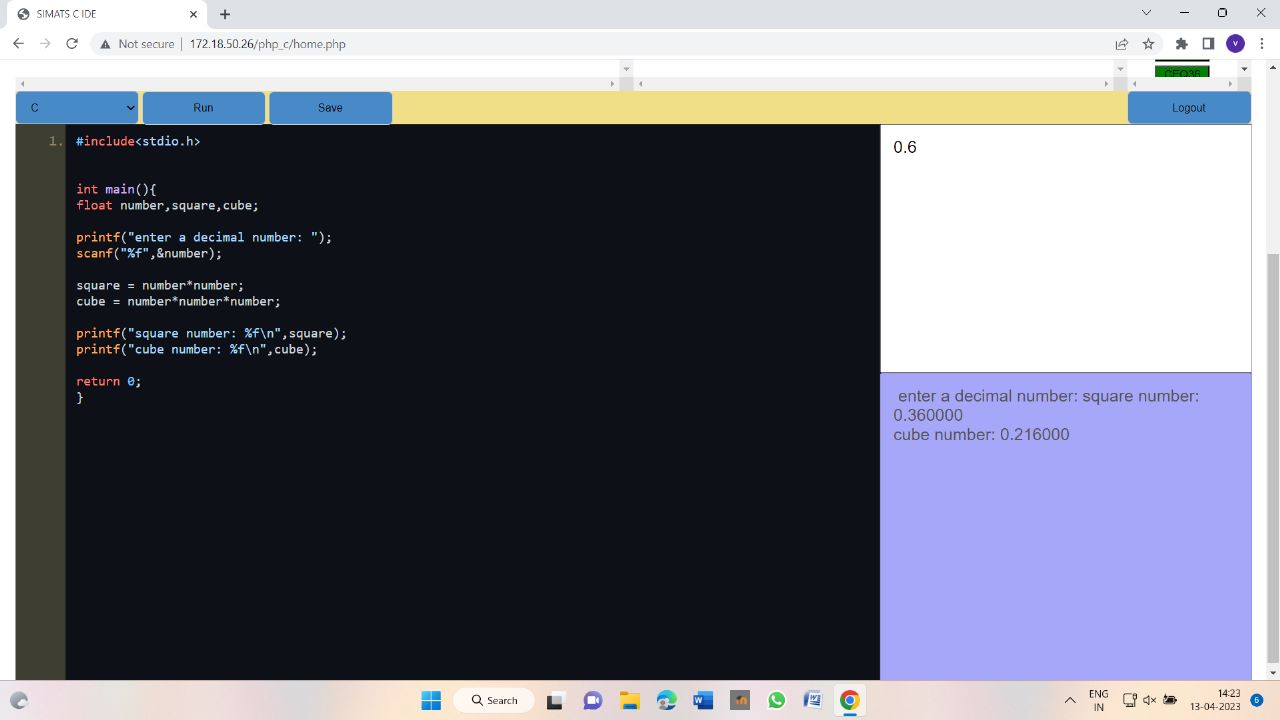 SIMATS C IDE
Not secure | 172.18.50.26/php_c/home.php
V
CEO36
C Run Save Logout
1. #include<stdio.h>
int main(){
float number,square,cube;
printf("enter a decimal number: ");
scanf("%f",&number);
square = number*number;
cube = number*number*number;
printf("square number: %f\n",square);
printf("cube number: %f\n",cube);
return 0;
}
0.6
enter a decimal number: square number:
0.360000
cube number: 0.216000
Search
ENG
IN
14:23
13-04-2023
6